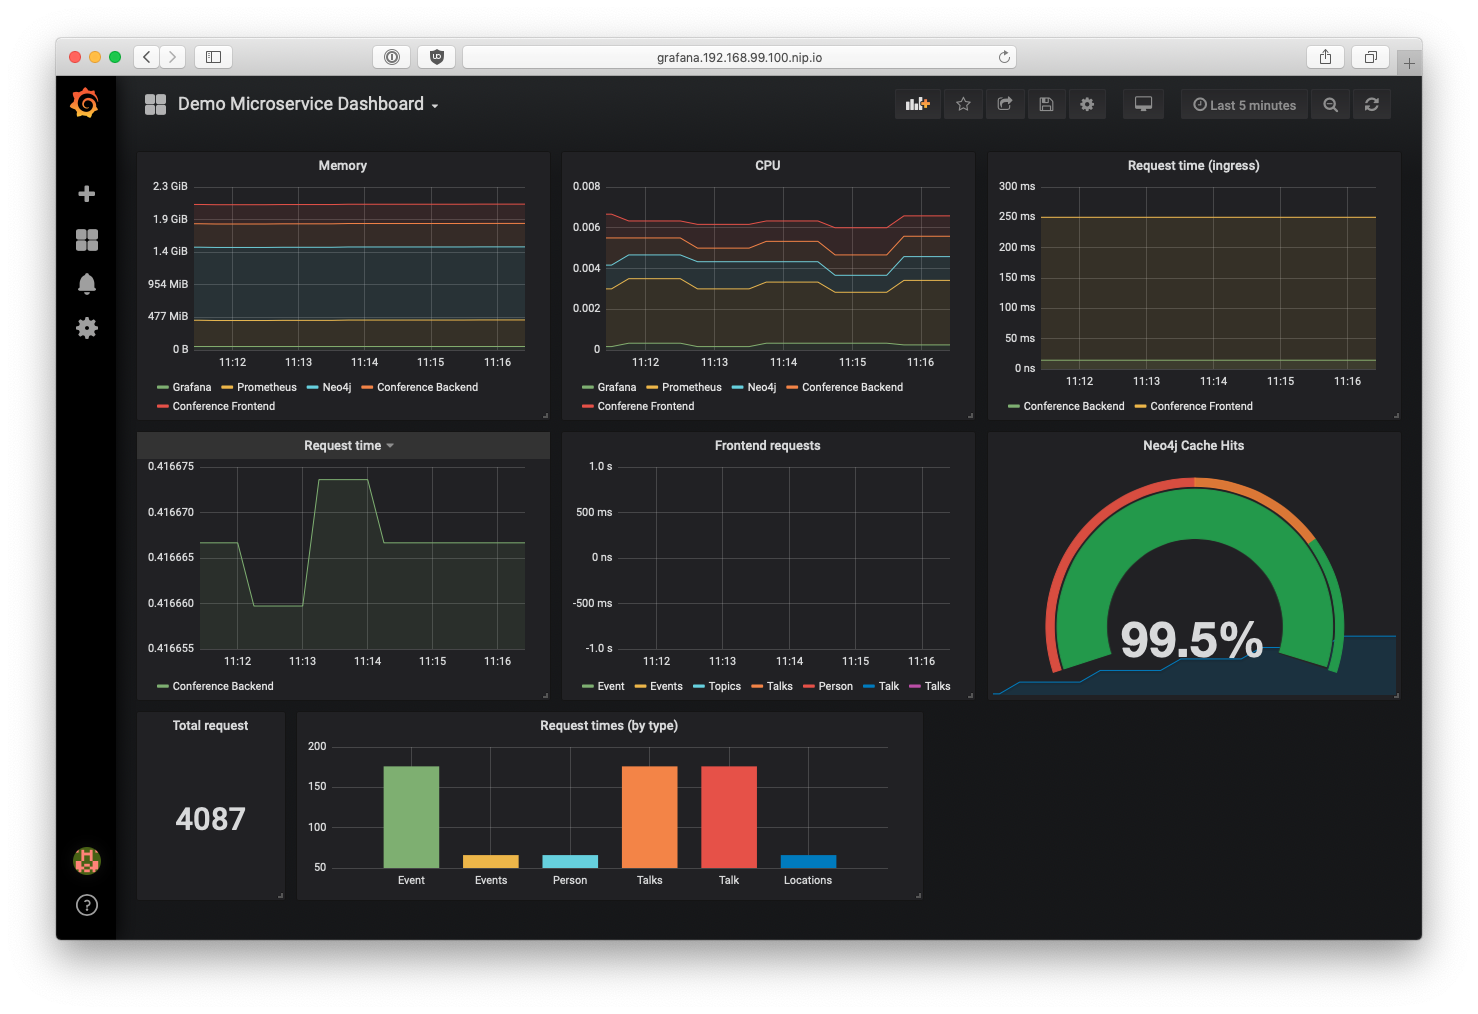 grafana.192.168.99.100.nip.io
Demo Microservice Dashboard
Last 5 minutes
Memory
2.3 GiB
1.9 GiB
1.4 GiB
954 MiB
477 MiB
0 B
11:12 11:13 11:14 11:15 11:16
Grafana Prometheus Neo4j Conference Backend
Conference Frontend
CPU
0.008
0.006
0.004
0.002
0
11:12 11:13 11:14 11:15 11:16
Grafana Prometheus Neo4j Conference Backend
Conferene Frontend
Request time (ingress)
300 ms
250 ms
200 ms
150 ms
100 ms
50 ms
0 ns
11:12 11:13 11:14 11:15 11:16
Conference Backend Conference Frontend
Request time
0.416675
0.416670
0.416665
0.416660
0.416655
11:12 11:13 11:14 11:15 11:16
Conference Backend
Frontend requests
1.0 s
500 ms
0 ns
-500 ms
-1.0 s
11:12 11:13 11:14 11:15 11:16
Event Events Topics Talks Person Talk Talks
Neo4j Cache Hits
99.5%
Total request
4087
Request times (by type)
200
150
100
50
Event Events Person Talks Talk Locations
?